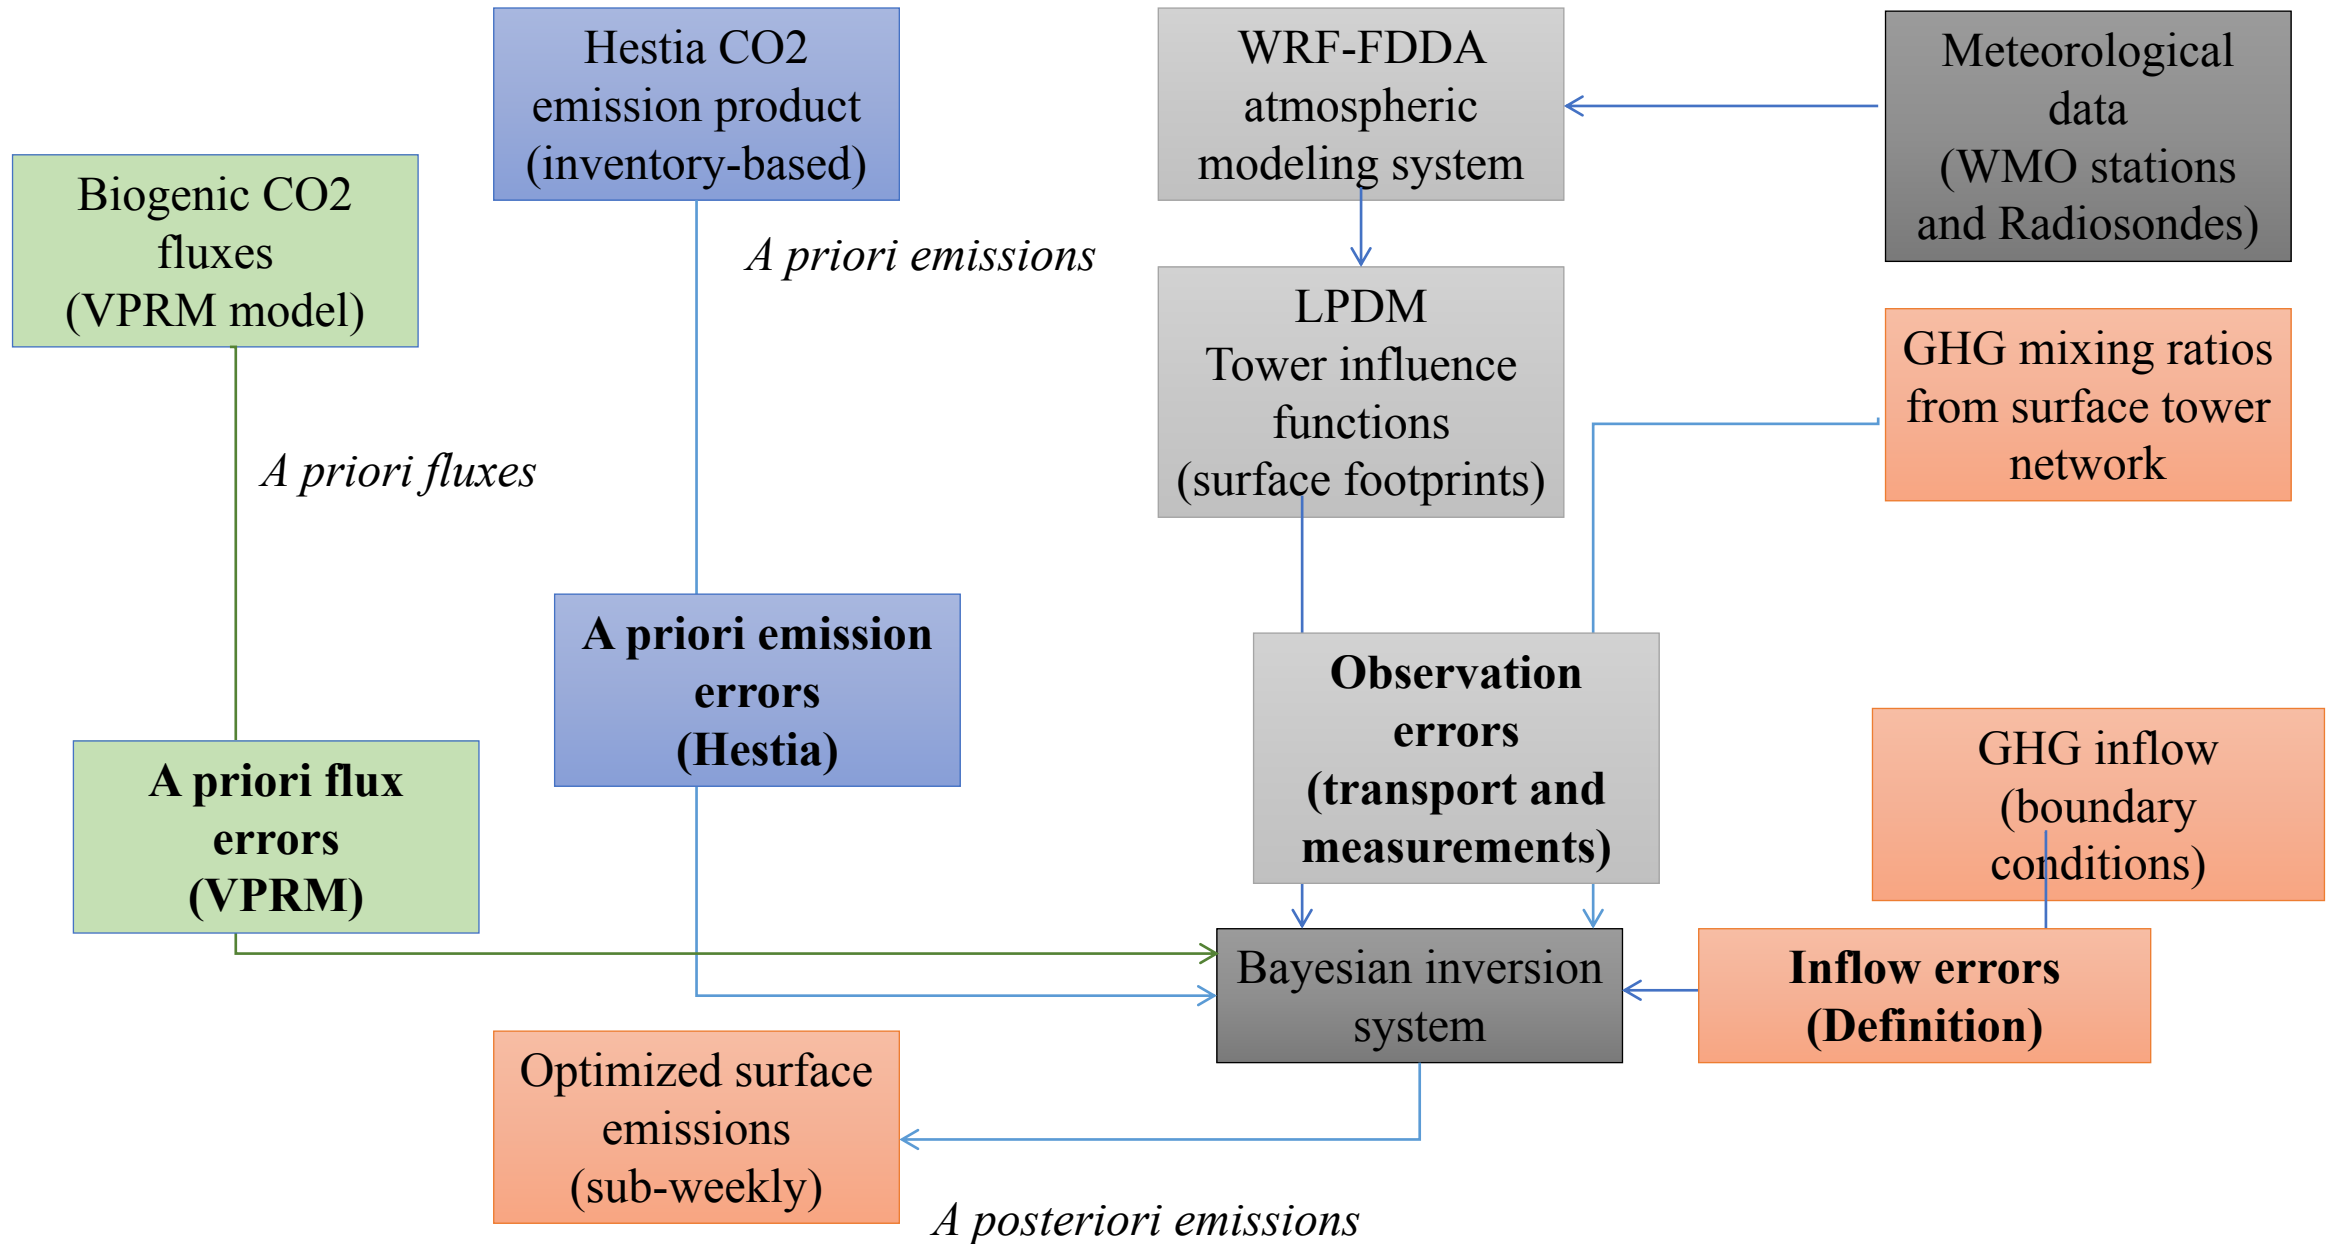 Hestia CO2
emission product
(inventory-based)
WRF-FDDA
atmospheric
modeling system
Meteorological
data
(WMO stations
and Radiosondes)
Biogenic CO2
fluxes
(VPRM model)
A priori emissions
LPDM
Tower influence
functions
(surface footprints)
GHG mixing ratios
from surface tower
network
A priori fluxes
A priori emission
errors
(Hestia)
Observation
errors
(transport and
measurements)
A priori flux
errors
(VPRM)
GHG inflow
(boundary
conditions)
Bayesian inversion
system
Inflow errors
(Definition)
Optimized surface
emissions
(sub-weekly)
A posteriori emissions